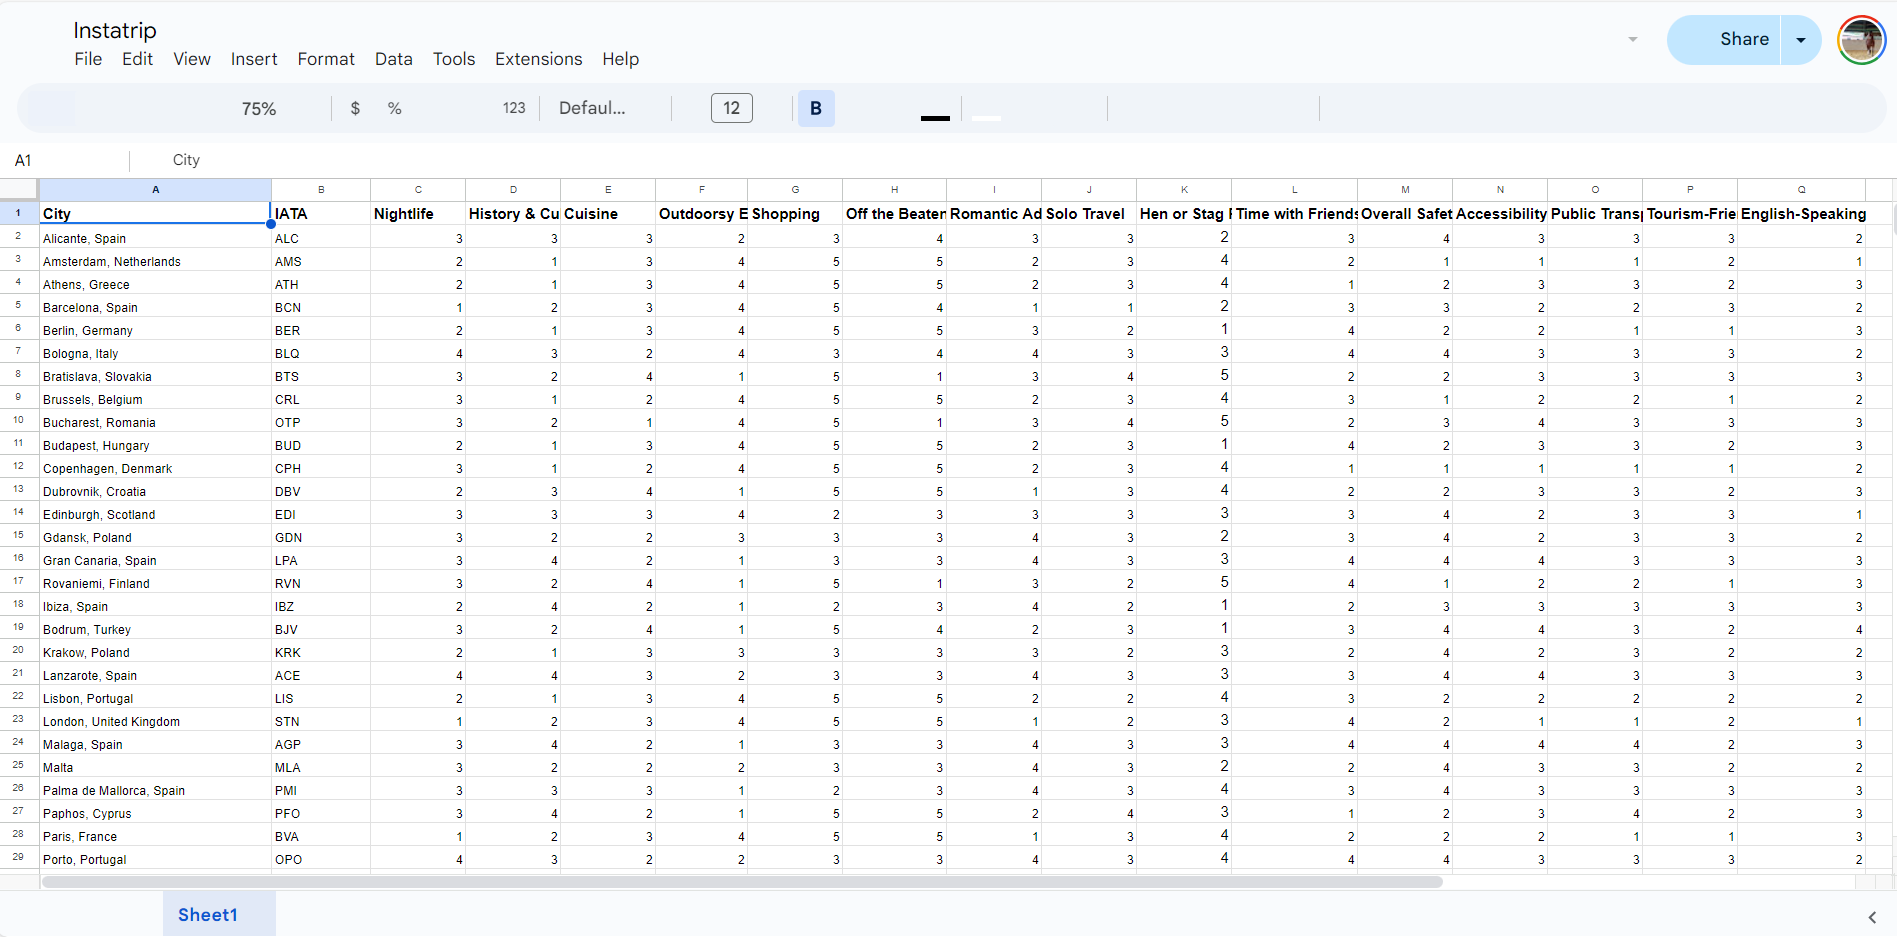 Instatrip
File Edit View Insert Format Data Tools Extensions Help
Share
75% $ % 123 Defaul... 12 B
A1 City
A B C D E F G H I J K L M N O P Q
1 City IATA Nightlife History & Cu Cuisine Outdoorsy E Shopping Off the Beaten Romantic Ad Solo Travel Hen or Stag Time with Friends Overall Safet Accessibility Public Trans Tourism-Frie English-Speaking
2 Alicante, Spain ALC 3 3 3 2 3 4 3 3 2 3 4 3 3 3 2
3 Amsterdam, Netherlands AMS 2 1 3 4 5 5 2 3 4 2 1 1 1 2 1
4 Athens, Greece ATH 2 1 3 4 5 5 2 3 4 1 2 3 3 2 3
5 Barcelona, Spain BCN 1 2 3 4 5 4 1 1 2 3 3 2 2 3 2
6 Berlin, Germany BER 2 1 3 4 5 5 3 2 1 4 2 2 1 1 3
7 Bologna, Italy BLQ 4 3 2 4 3 4 4 3 3 4 4 3 3 3 2
8 Bratislava, Slovakia BTS 3 2 4 1 5 1 3 4 5 2 2 3 3 3 3
9 Brussels, Belgium CRL 3 1 2 4 5 5 2 3 4 3 1 2 2 1 2
10 Bucharest, Romania OTP 3 2 1 4 5 1 3 4 5 2 3 4 3 3 3
11 Budapest, Hungary BUD 2 1 3 4 5 5 2 3 1 4 2 3 3 2 3
12 Copenhagen, Denmark CPH 3 1 2 4 5 5 2 3 4 1 1 1 1 1 2
13 Dubrovnik, Croatia DBV 2 3 4 1 5 5 1 3 4 2 2 3 3 2 3
14 Edinburgh, Scotland EDI 3 3 3 4 2 3 3 3 3 3 4 2 3 3 1
15 Gdansk, Poland GDN 3 2 2 3 3 3 4 3 2 3 4 2 3 3 2
16 Gran Canaria, Spain LPA 3 4 2 1 3 3 4 3 3 4 4 4 3 3 3
17 Rovaniemi, Finland RVN 3 2 4 1 5 1 3 2 5 4 1 2 2 1 3
18 Ibiza, Spain IBZ 2 4 2 1 2 3 4 2 1 2 3 3 3 3 3
19 Bodrum, Turkey BJV 3 2 4 1 5 4 2 3 1 3 4 4 3 2 4
20 Krakow, Poland KRK 2 1 3 3 3 3 3 2 3 2 4 2 3 2 2
21 Lanzarote, Spain ACE 4 4 3 2 3 3 4 3 3 3 4 4 3 3 3
22 Lisbon, Portugal LIS 2 1 3 4 5 5 2 2 4 3 2 2 2 2 2
23 London, United Kingdom STN 1 2 3 4 5 5 1 2 3 4 2 1 1 2 1
24 Malaga, Spain AGP 3 4 2 1 3 3 4 3 3 4 4 4 4 2 3
25 Malta MLA 3 2 2 2 3 3 4 3 2 2 4 3 3 2 2
26 Palma de Mallorca, Spain PMI 3 3 3 1 2 3 4 3 4 3 4 3 3 3 3
27 Paphos, Cyprus PFO 3 4 2 1 5 5 2 4 3 1 2 3 4 2 3
28 Paris, France BVA 1 2 3 4 5 5 1 3 4 2 2 2 1 1 3
29 Porto, Portugal OPO 4 3 2 2 3 3 4 3 4 4 4 3 3 3 2
Sheet1